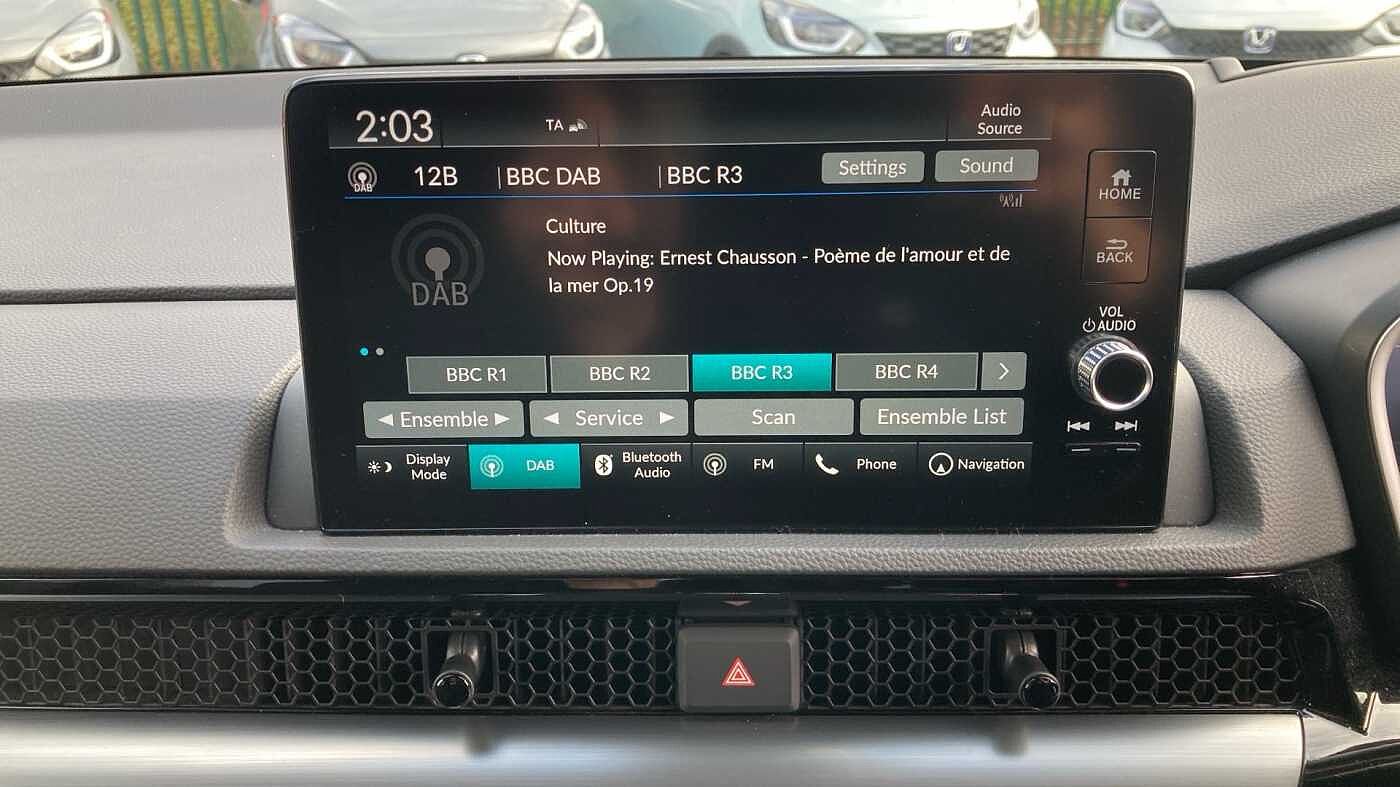 2:03
TA
Audio
Source
DAB
12B
BBC DAB
BBC R3
Settings
Sound
HOME
Culture
Now Playing: Ernest Chausson - Poème de l'amour et de
la mer Op.19
BACK
DAB
VOL
AUDIO
BBC R1
BBC R2
BBC R3
BBC R4
Ensemble
Service
Scan
Ensemble List
Display
Mode
DAB
Bluetooth
Audio
FM
Phone
Navigation